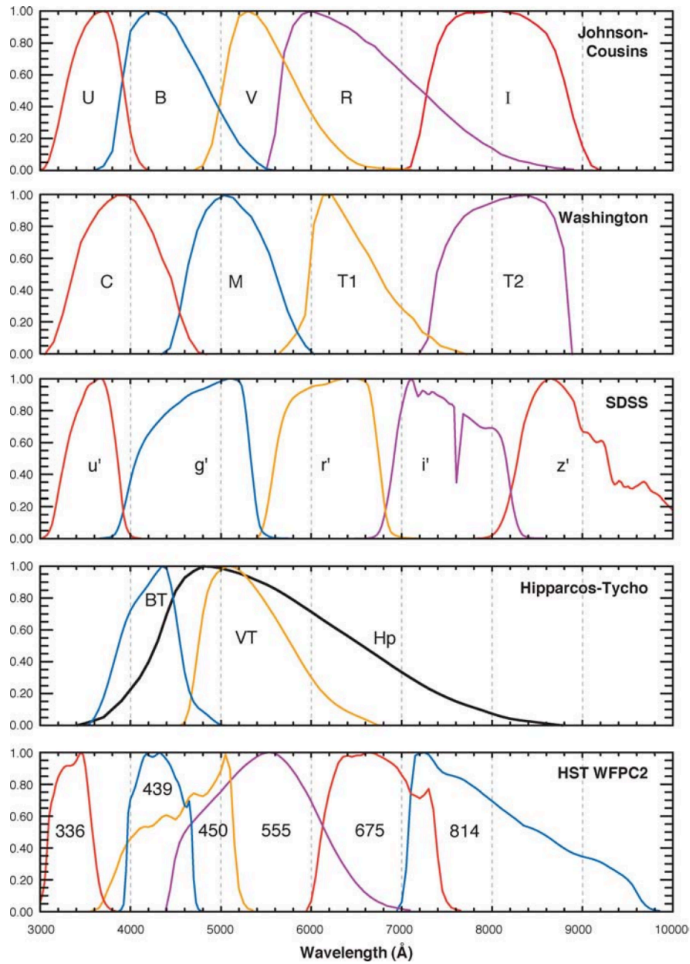 1.00
0.80
0.60
0.40
0.20
0.00
U B V R I
Johnson-
Cousins
1.00
0.80
0.60
0.40
0.20
0.00
C M T1 T2
Washington
1.00
0.80
0.60
0.40
0.20
0.00
u' g' r' i' z'
SDSS
1.00
0.80
0.60
0.40
0.20
0.00
BT VT Hp
Hipparcos-Tycho
1.00
0.80
0.60
0.40
0.20
0.00
336 439 450 555 675 814
HST WFPC2
3000 4000 5000 6000 7000 8000 9000 10000
Wavelength (Å)